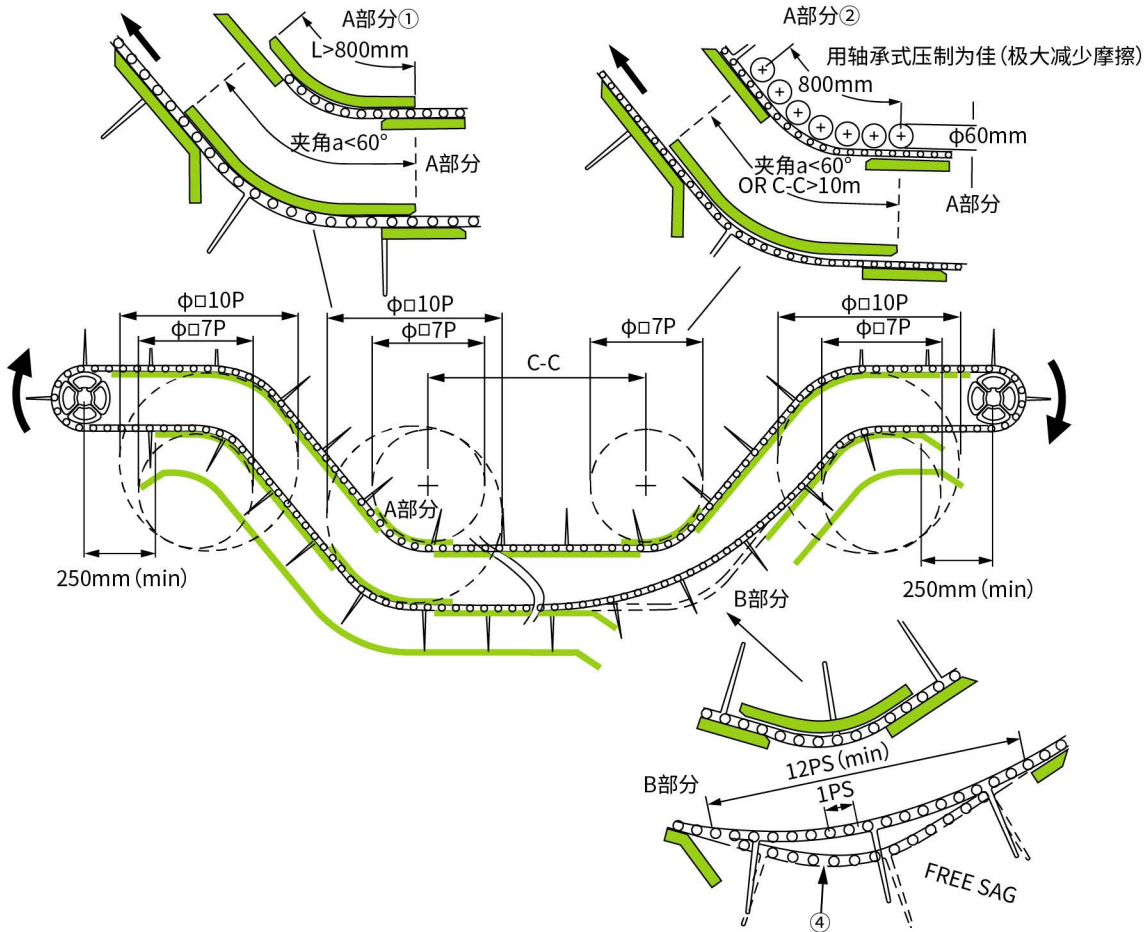 A部分①
L>800mm
夹角a<60°
A部分
A部分②
用轴承式压制为佳(极大减少摩擦)
800mm
ф60mm
夹角a<60°
OR C-C>10m
A部分
ф□10P
ф□7P
ф□10P
ф□7P
C-C
ф□7P
ф□10P
ф□7P
A部分
250mm(min)
250mm(min)
B部分
12PS(min)
1PS
B部分
FREE SAG
④